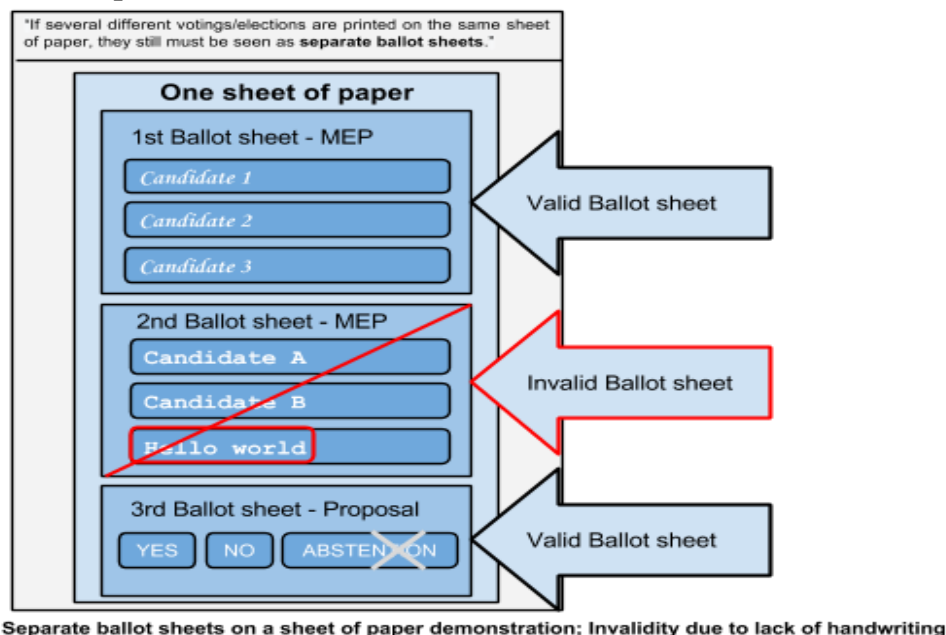 "If several different votings/elections are printed on the same sheet
of paper, they still must be seen as separate ballot sheets."
One sheet of paper
1st Ballot sheet - MEP
Candidate 1
Candidate 2
Candidate 3
Valid Ballot sheet
2nd Ballot sheet - MEP
Candidate A
Candidate B
Hello world
Invalid Ballot sheet
3rd Ballot sheet - Proposal
YES NO ABSTENTION
Valid Ballot sheet
Separate ballot sheets on a sheet of paper demonstration; Invalidity due to lack of handwriting